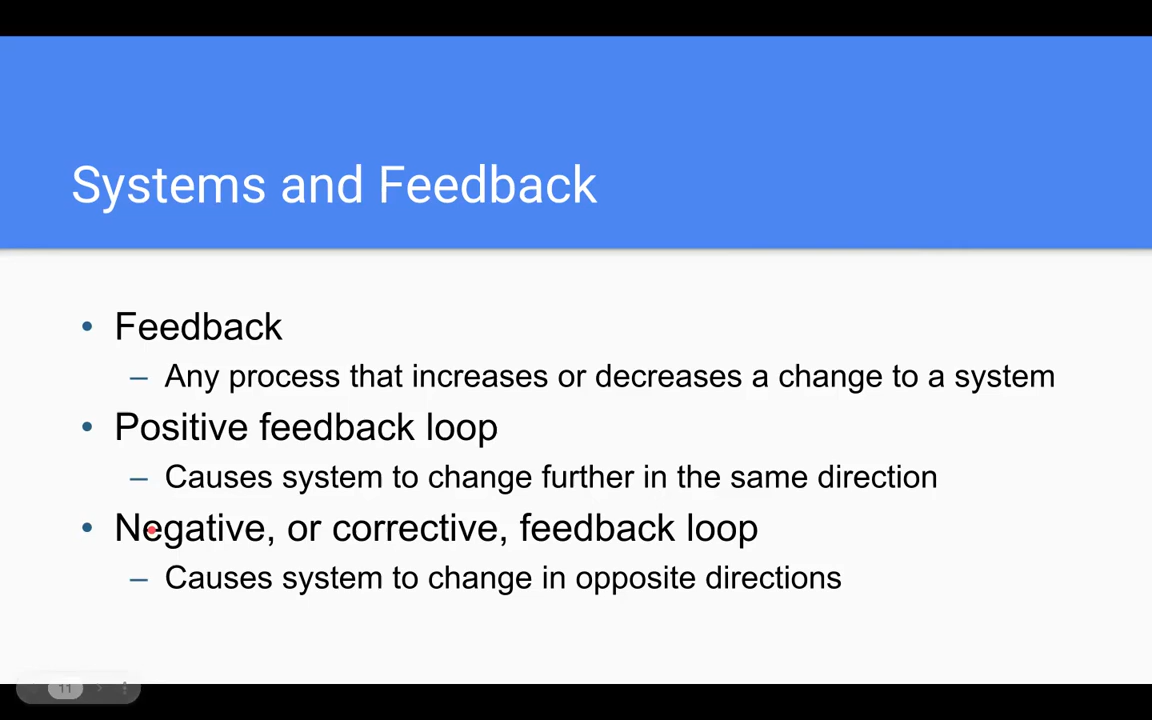 Systems and Feedback
• Feedback
– Any process that increases or decreases a change to a system
• Positive feedback loop
– Causes system to change further in the same direction
• Negative, or corrective, feedback loop
– Causes system to change in opposite directions
11